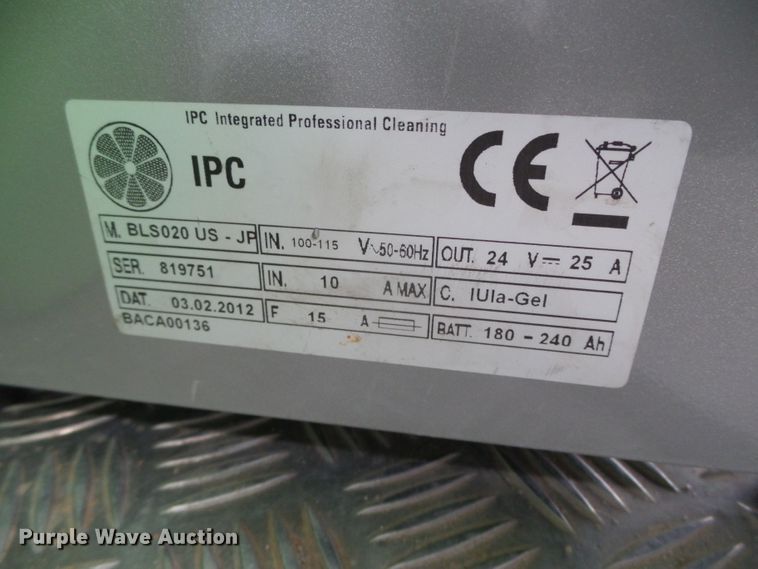 IPC Integrated Professional Cleaning
IPC
CE
M. BLS020 US - JP IN. 100-115 V∿50-60Hz OUT. 24 V⎓ 25 A
SER. 819751 IN. 10 A MAX C. IUIa-Gel
DAT. 03.02.2012 F 15 A BATT. 180 - 240 Ah
BACA00136
Purple Wave Auction